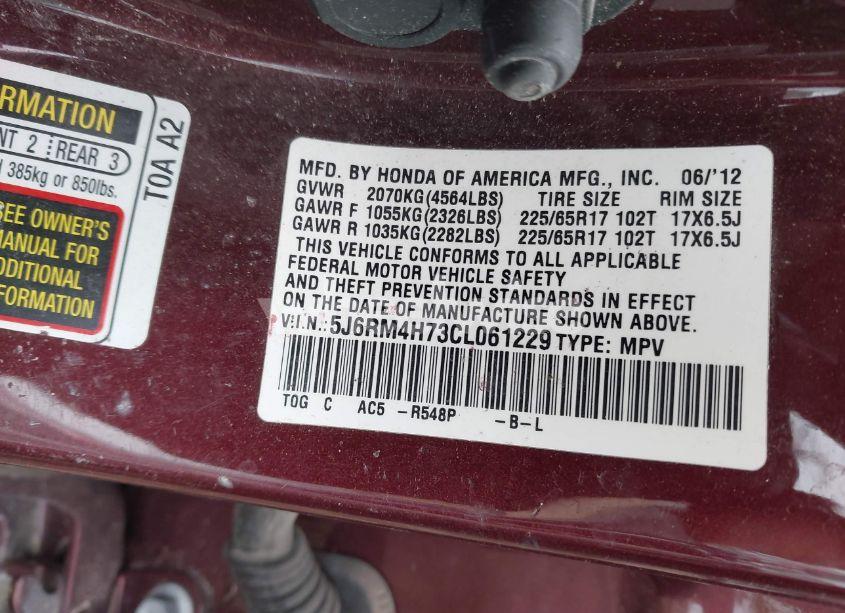 RMATION
NT 2 REAR 3
385kg or 850lbs.
SEE OWNER'S
MANUAL FOR
DDITIONAL
FORMATION
TOA A2
MFD. BY HONDA OF AMERICA MFG., INC. 06/'12
GVWR 2070KG(4564LBS) TIRE SIZE RIM SIZE
GAWR F 1055KG(2326LBS) 225/65R17 102T 17X6.5J
GAWR R 1035KG(2282LBS) 225/65R17 102T 17X6.5J
THIS VEHICLE CONFORMS TO ALL APPLICABLE
FEDERAL MOTOR VEHICLE SAFETY
AND THEFT PREVENTION STANDARDS IN EFFECT
ON THE DATE OF MANUFACTURE SHOWN ABOVE.
V.I.N.: 5J6RM4H73CL061229 TYPE: MPV
TOG C AC5 -R548P -B-L